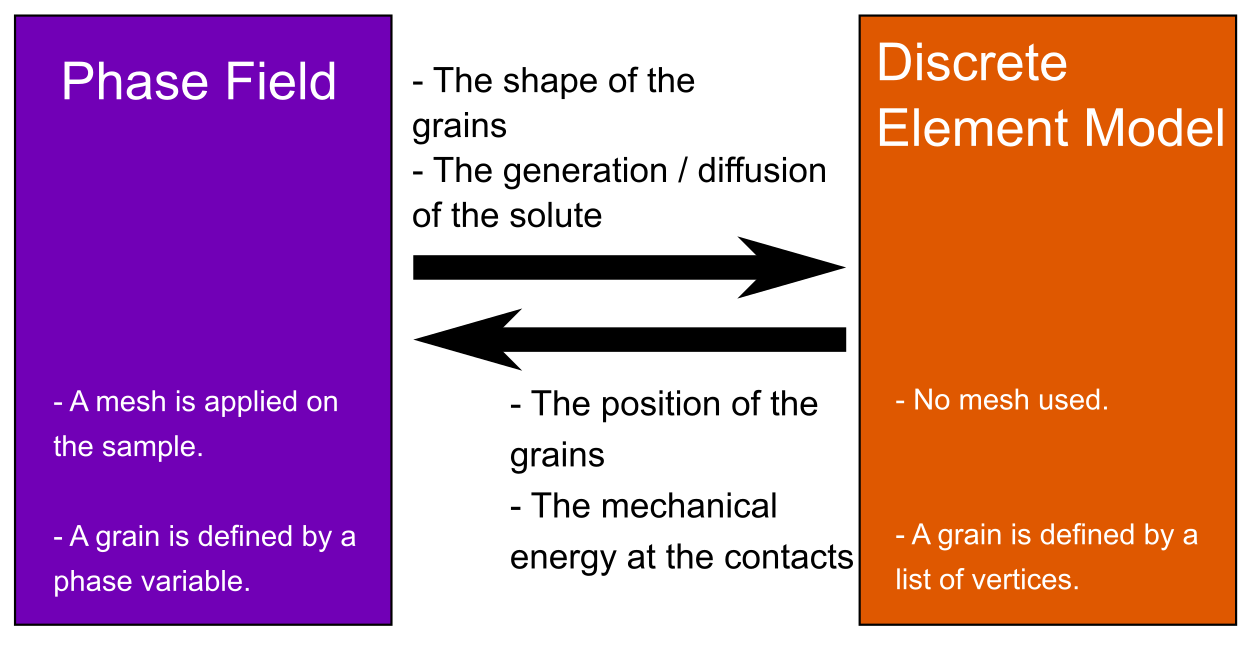 Phase Field
- A mesh is applied on
the sample.
- A grain is defined by a
phase variable.
- The shape of the
grains
- The generation / diffusion
of the solute
- The position of the
grains
- The mechanical
energy at the contacts
Discrete
Element Model
- No mesh used.
- A grain is defined by a
list of vertices.